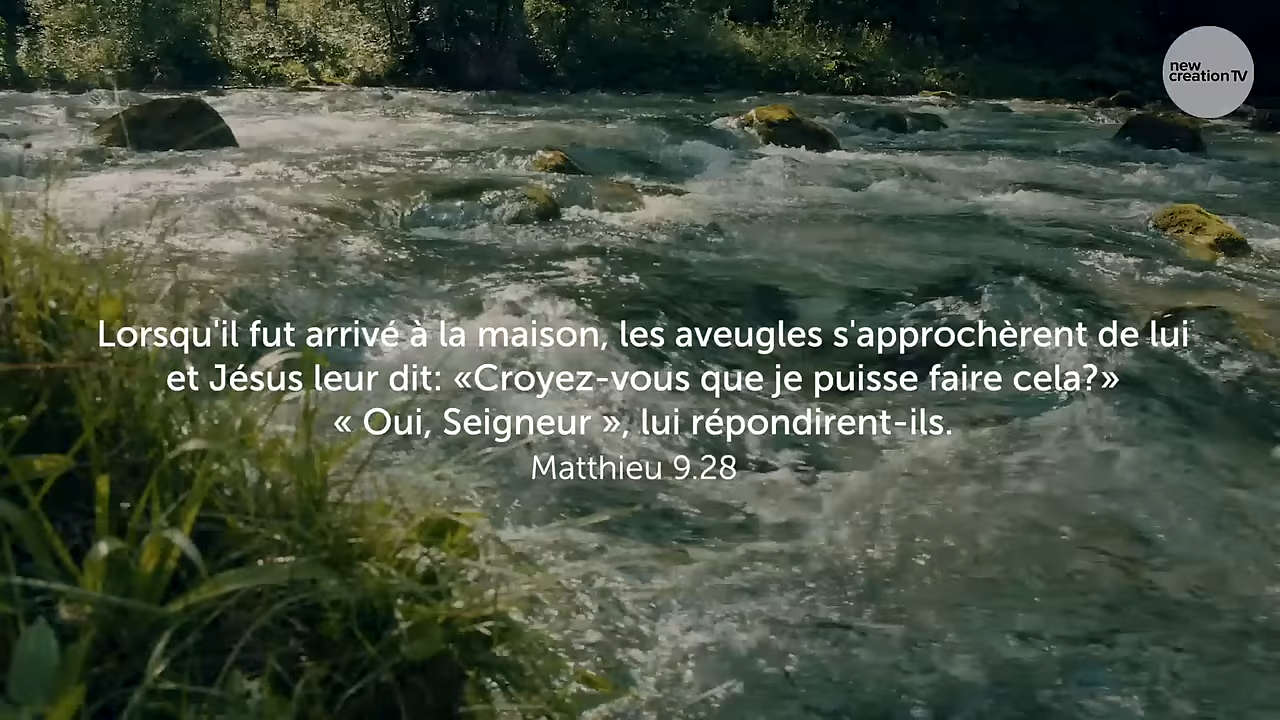 new
creation TV
Lorsqu'il fut arrivé à la maison, les aveugles s'approchèrent de lui
et Jésus leur dit: «Croyez-vous que je puisse faire cela?»
« Oui, Seigneur », lui répondirent-ils.
Matthieu 9.28